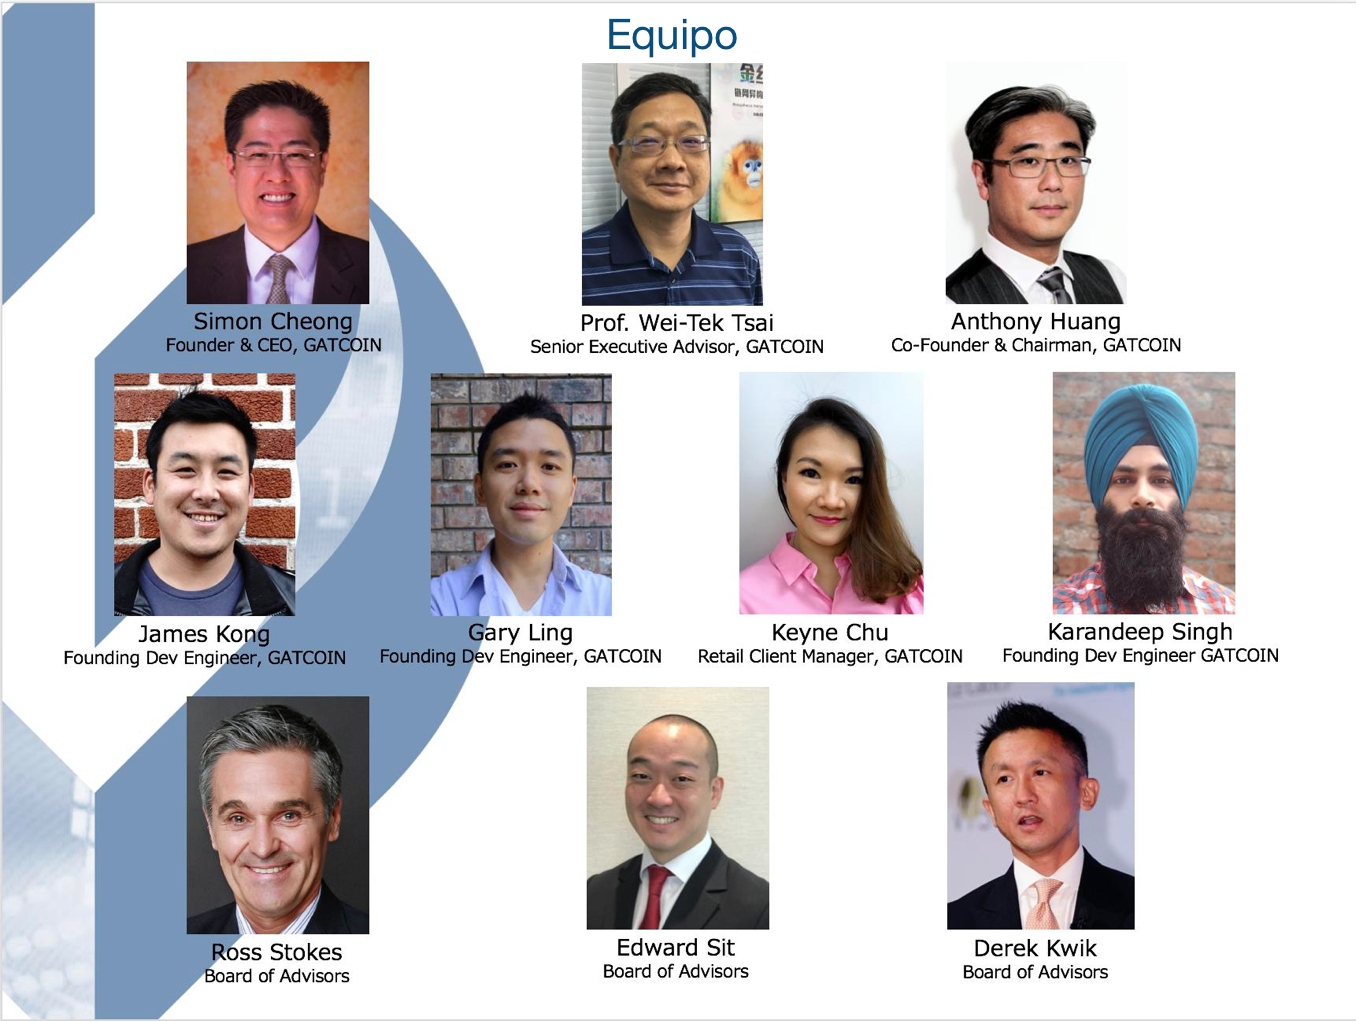 Equipo
Simon Cheong
Founder & CEO, GATCOIN
Prof. Wei-Tek Tsai
Senior Executive Advisor, GATCOIN
Anthony Huang
Co-Founder & Chairman, GATCOIN
James Kong
Founding Dev Engineer, GATCOIN
Gary Ling
Founding Dev Engineer, GATCOIN
Keyne Chu
Retail Client Manager, GATCOIN
Karandeep Singh
Founding Dev Engineer GATCOIN
Ross Stokes
Board of Advisors
Edward Sit
Board of Advisors
Derek Kwik
Board of Advisors